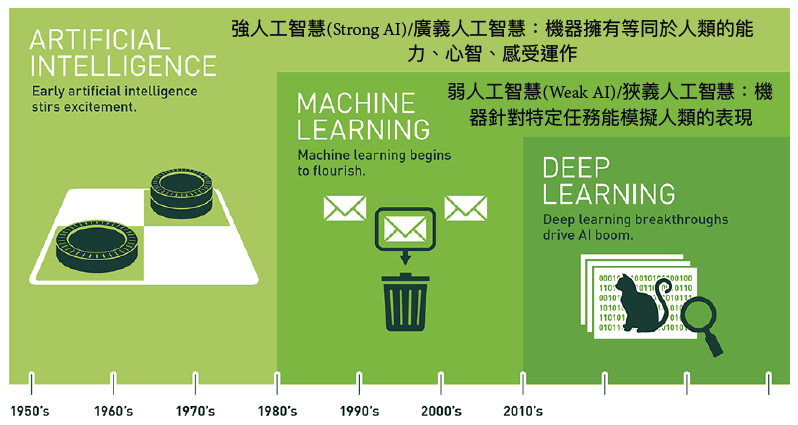 ARTIFICIAL
INTELLIGENCE
Early artificial intelligence
stirs excitement.
強人工智慧(Strong AI)/廣義人工智慧：機器擁有等同於人類的能
力、心智、感受運作
MACHINE
LEARNING
Machine learning begins
to flourish.
弱人工智慧(Weak AI)/狹義人工智慧：機
器針對特定任務能模擬人類的表現
DEEP
LEARNING
Deep learning breakthroughs
drive AI boom.
1950's 1960's 1970's 1980's 1990's 2000's 2010's